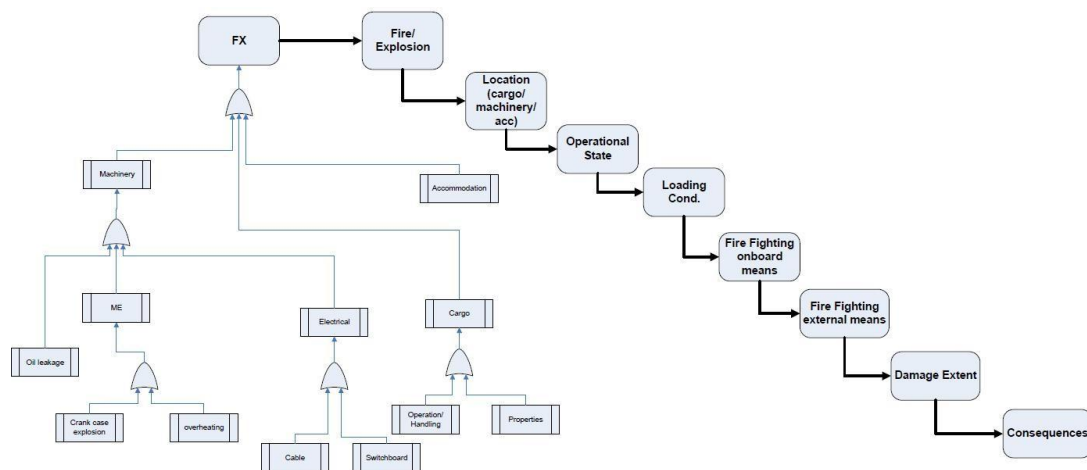 FX
Fire/
Explosion
Location
(cargo/
machinery/
acc)
Operational
State
Loading
Cond.
Fire Fighting
onboard
means
Fire Fighting
external means
Damage Extent
Consequences
Machinery
Accommodation
Oil leakage
ME
Electrical
Cargo
Crank case
explosion
overheating
Cable
Switchboard
Operation/
Handling
Properties